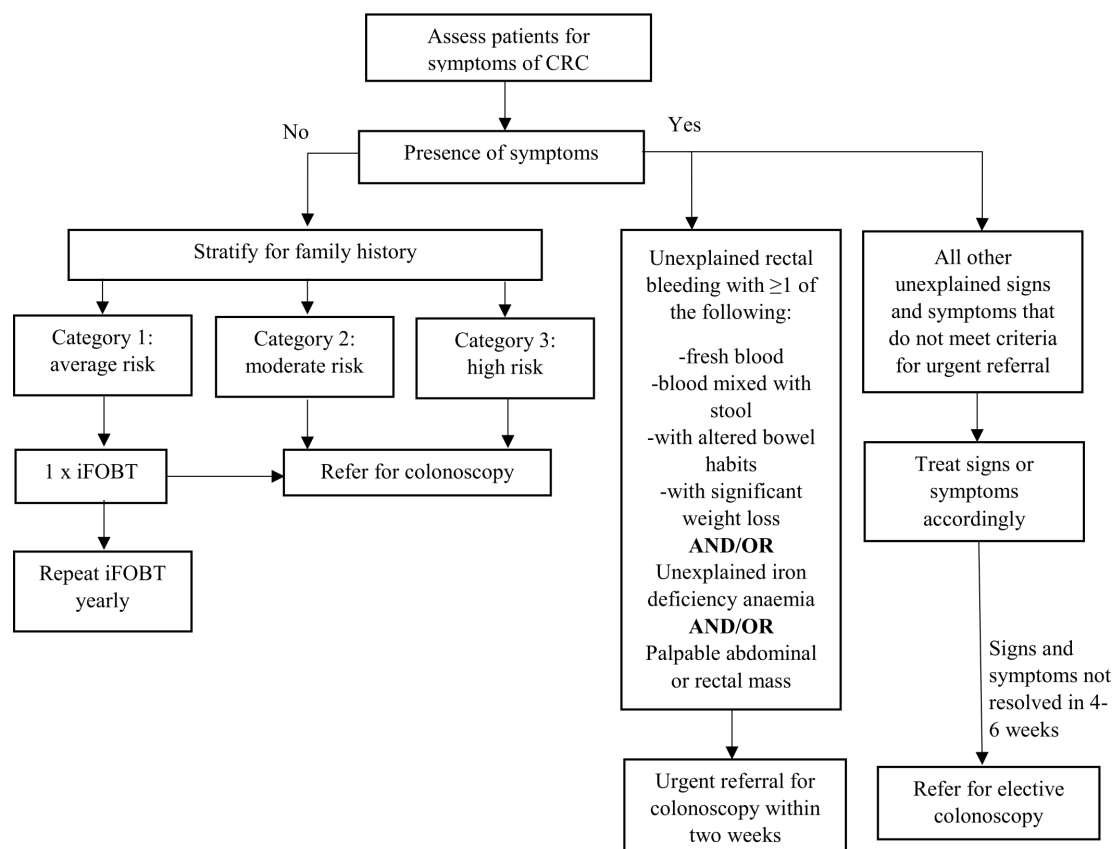 Assess patients for
symptoms of CRC
No
Yes
Presence of symptoms
Stratify for family history
Category 1:
average risk
Category 2:
moderate risk
Category 3:
high risk
1 x iFOBT
Refer for colonoscopy
Repeat iFOBT
yearly
Unexplained rectal
bleeding with ≥1 of
the following:
-fresh blood
-blood mixed with
stool
-with altered bowel
habits
-with significant
weight loss
AND/OR
Unexplained iron
deficiency anaemia
AND/OR
Palpable abdominal
or rectal mass
Urgent referral for
colonoscopy within
two weeks
All other
unexplained signs
and symptoms that
do not meet criteria
for urgent referral
Treat signs or
symptoms
accordingly
Signs and
symptoms not
resolved in 4-
6 weeks
Refer for elective
colonoscopy